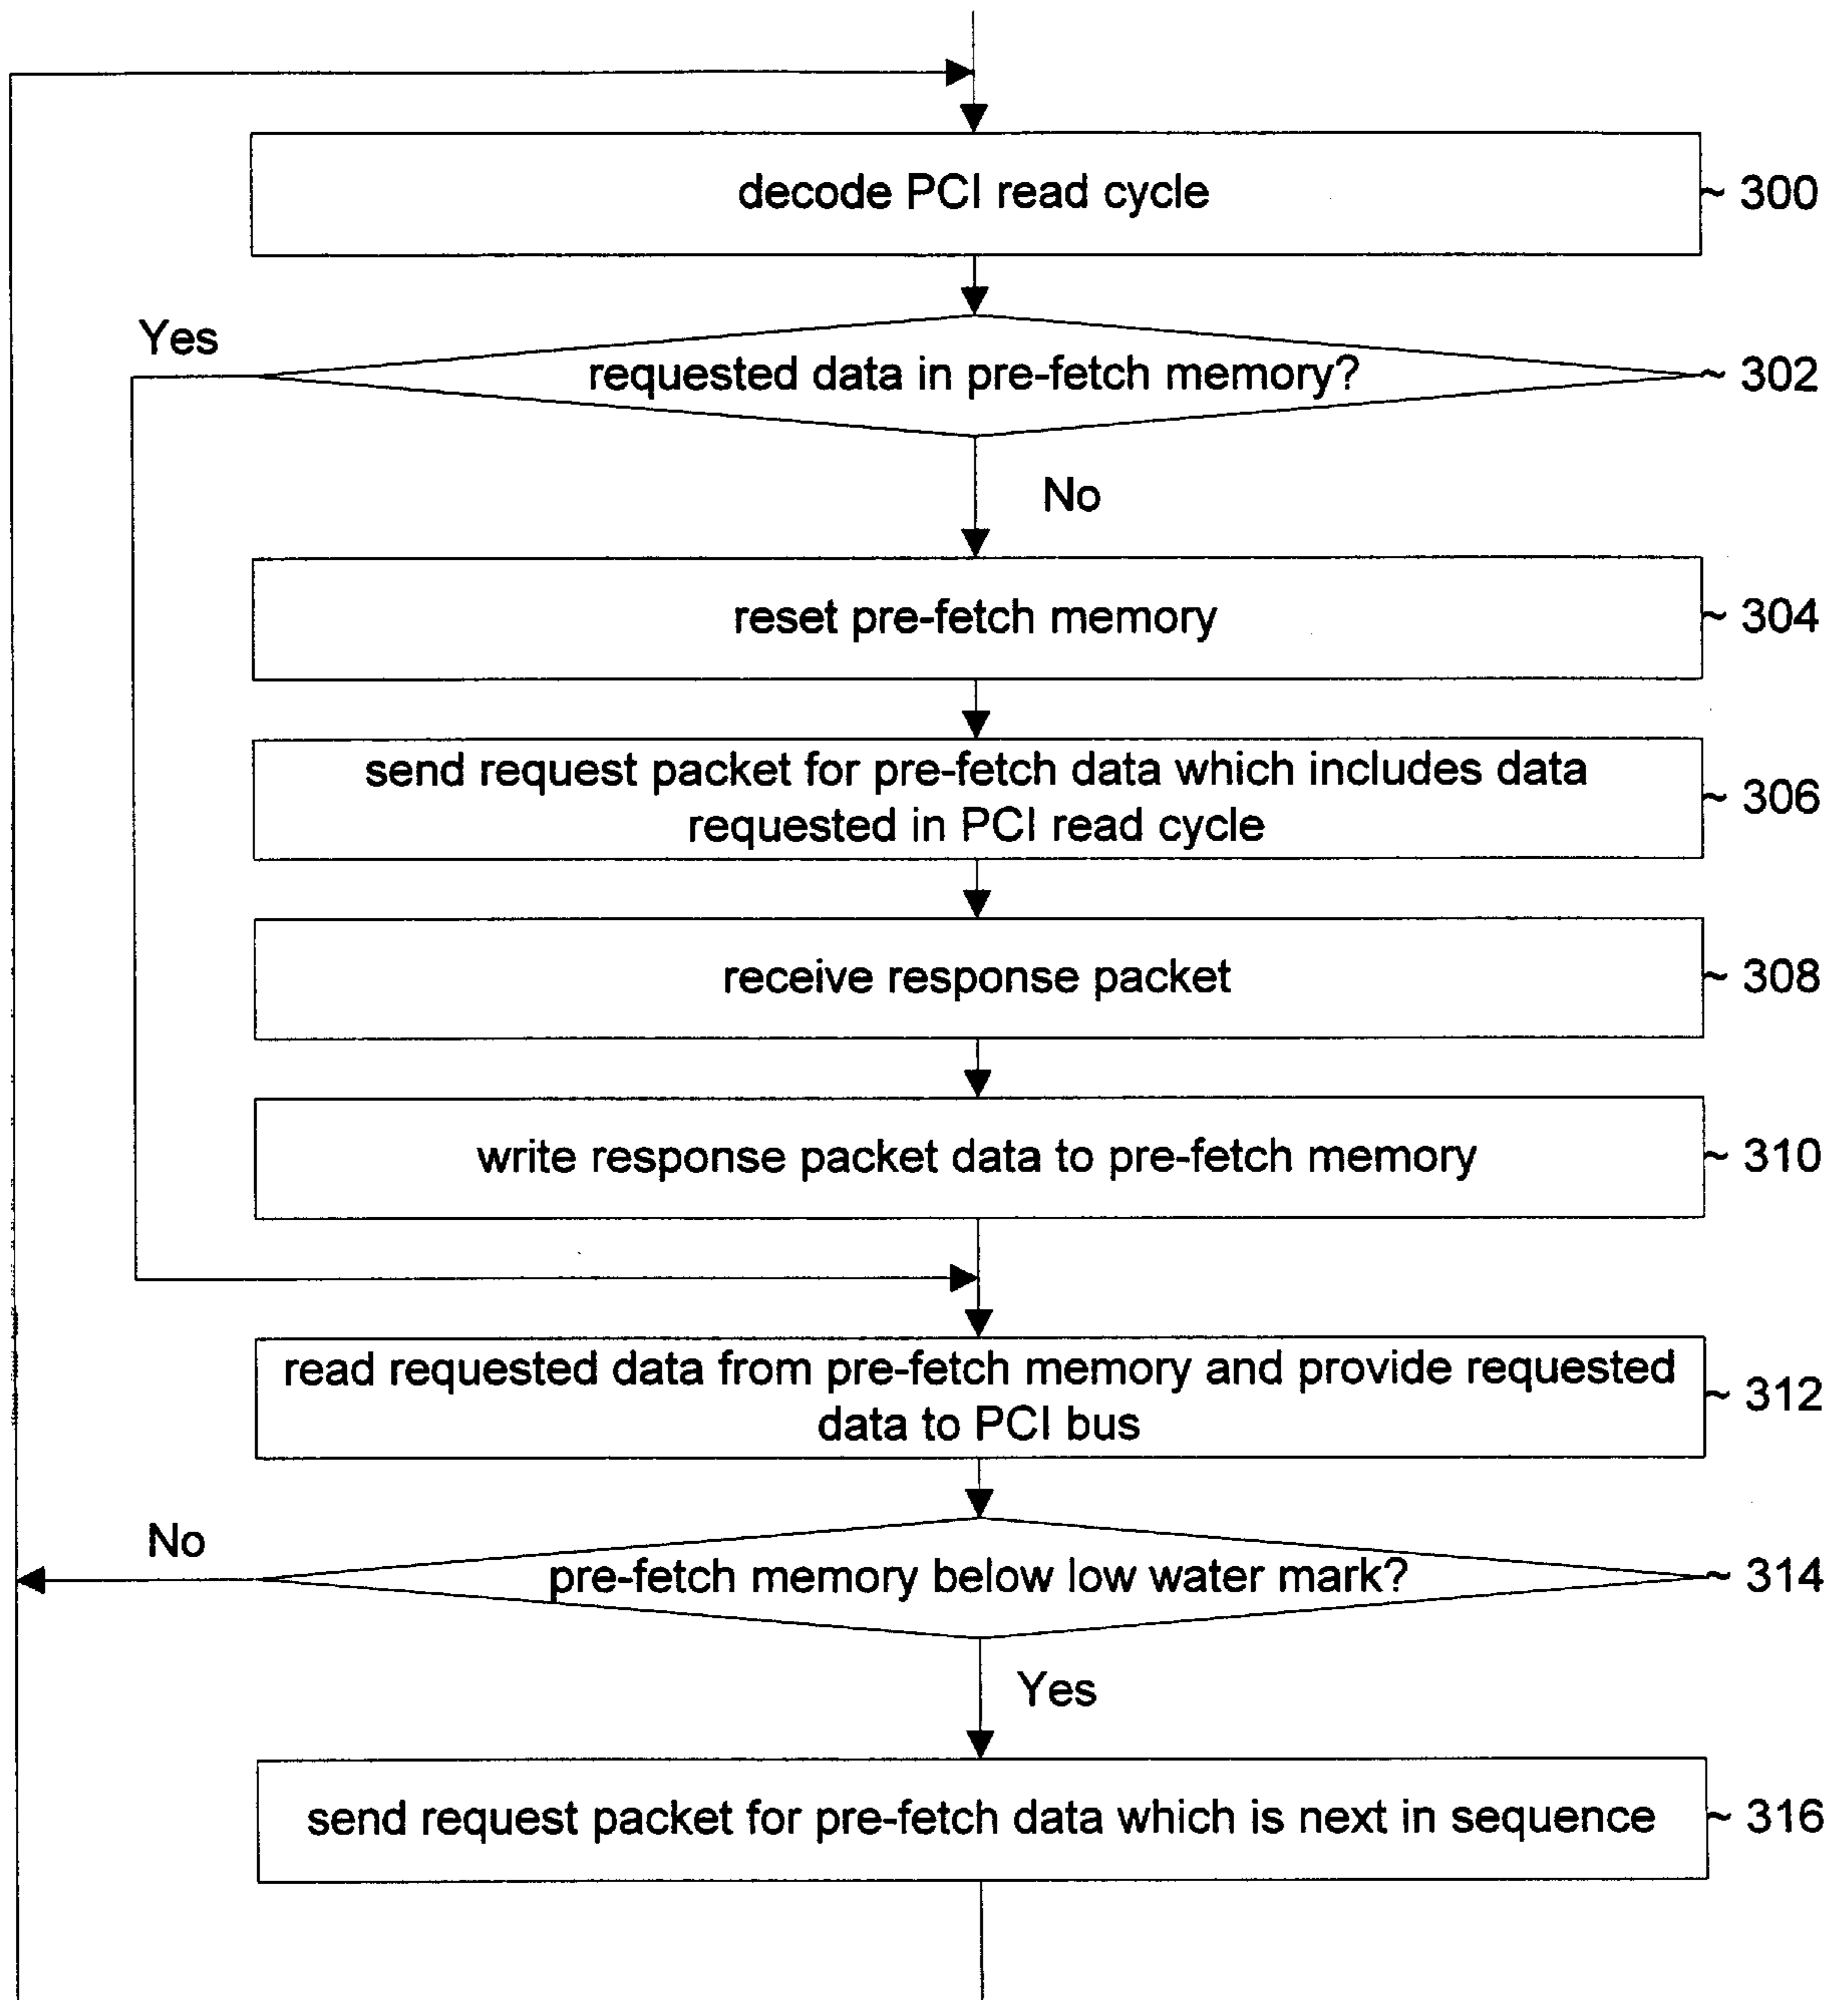 decode PCI read cycle
~ 300
Yes
requested data in pre-fetch memory?
~ 302
No
reset pre-fetch memory
~ 304
send request packet for pre-fetch data which includes data
requested in PCI read cycle
~ 306
receive response packet
~ 308
write response packet data to pre-fetch memory
~ 310
read requested data from pre-fetch memory and provide requested
data to PCI bus
~ 312
No
pre-fetch memory below low water mark?
~ 314
Yes
send request packet for pre-fetch data which is next in sequence
~ 316